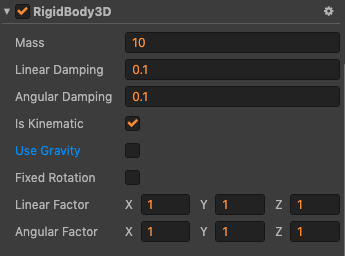 RigidBody3D
Mass 10
Linear Damping 0.1
Angular Damping 0.1
Is Kinematic
Use Gravity
Fixed Rotation
Linear Factor X 1 Y 1 Z 1
Angular Factor X 1 Y 1 Z 1